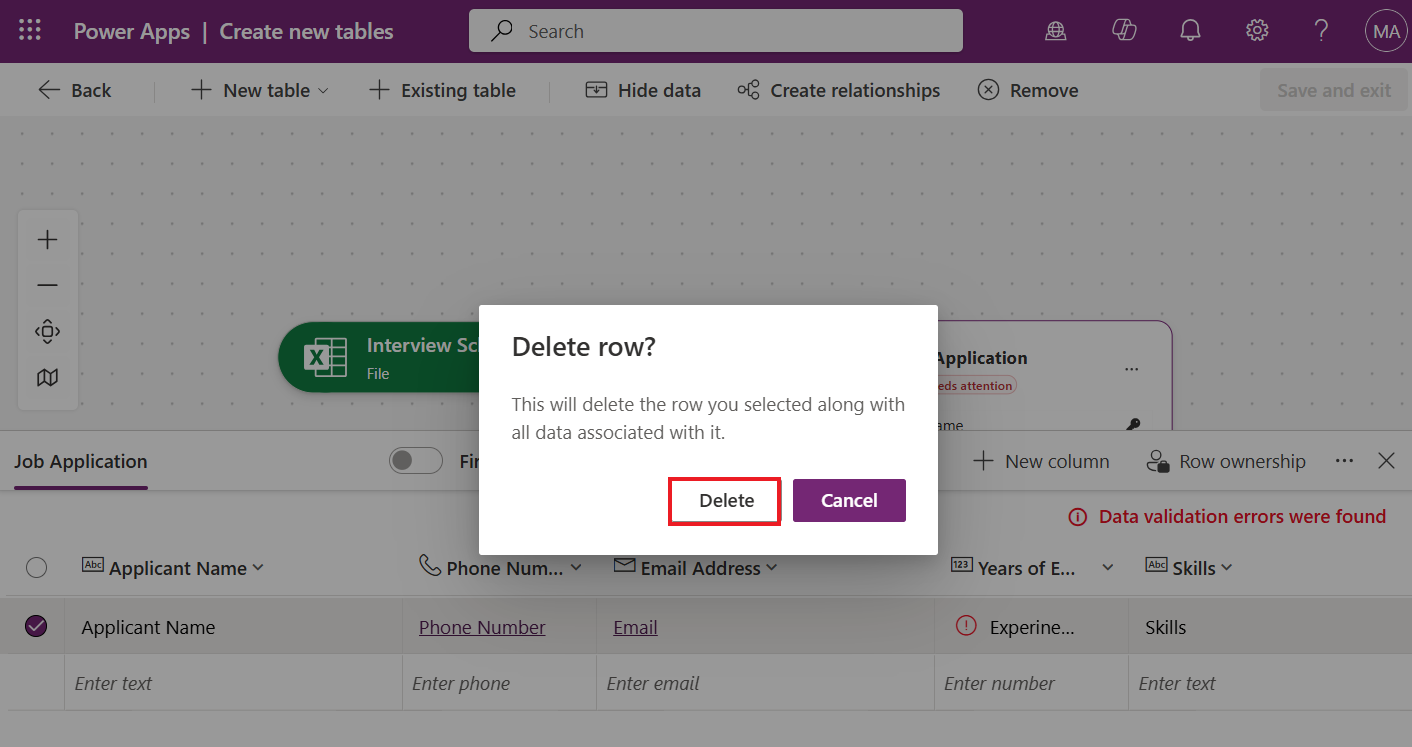 Power Apps | Create new tables
Search
MA
Back
New table
Existing table
Hide data
Create relationships
Remove
Save and exit
Interview Sc
File
Application
eds attention
ame
Delete row?
This will delete the row you selected along with
all data associated with it.
Delete
Cancel
Job Application
Fir
New column
Row ownership
Data validation errors were found
Abc Applicant Name
Phone Num...
Email Address
123 Years of E...
Abc Skills
Applicant Name
Phone Number
Email
Experine...
Skills
Enter text
Enter phone
Enter email
Enter number
Enter text